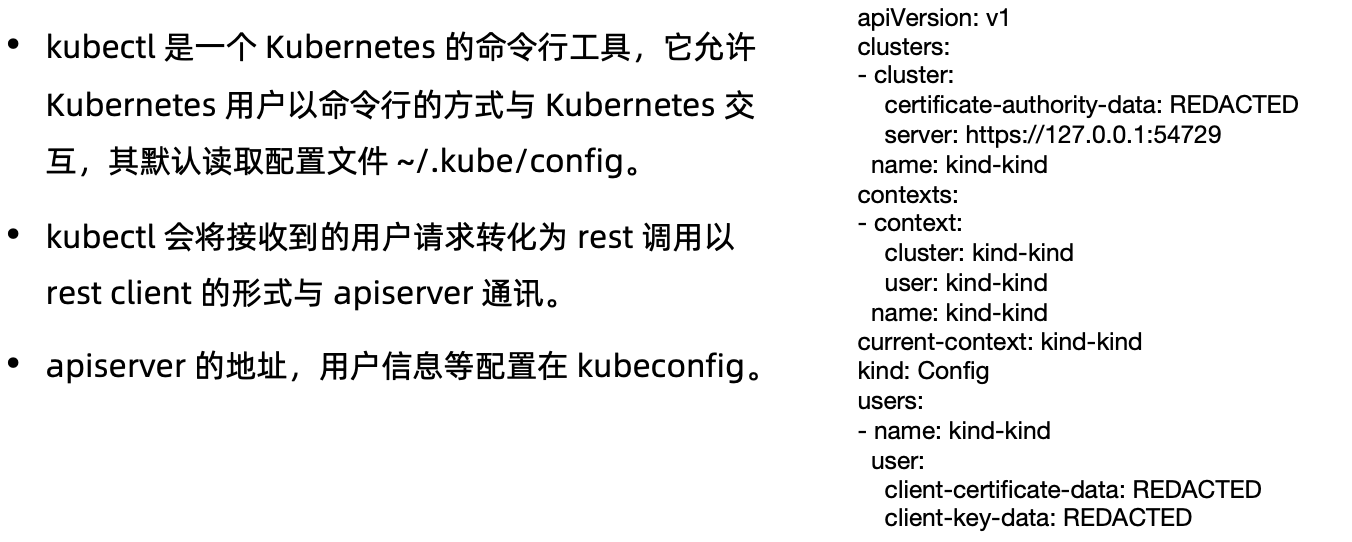 • kubectl 是一个 Kubernetes 的命令行工具，它允许
Kubernetes 用户以命令行的方式与 Kubernetes 交
互，其默认读取配置文件 ~/.kube/config。
• kubectl 会将接收到的用户请求转化为 rest 调用以
rest client 的形式与 apiserver 通讯。
• apiserver 的地址，用户信息等配置在 kubeconfig。
apiVersion: v1
clusters:
- cluster:
    certificate-authority-data: REDACTED
    server: https://127.0.0.1:54729
  name: kind-kind
contexts:
- context:
    cluster: kind-kind
    user: kind-kind
  name: kind-kind
current-context: kind-kind
kind: Config
users:
- name: kind-kind
  user:
    client-certificate-data: REDACTED
    client-key-data: REDACTED